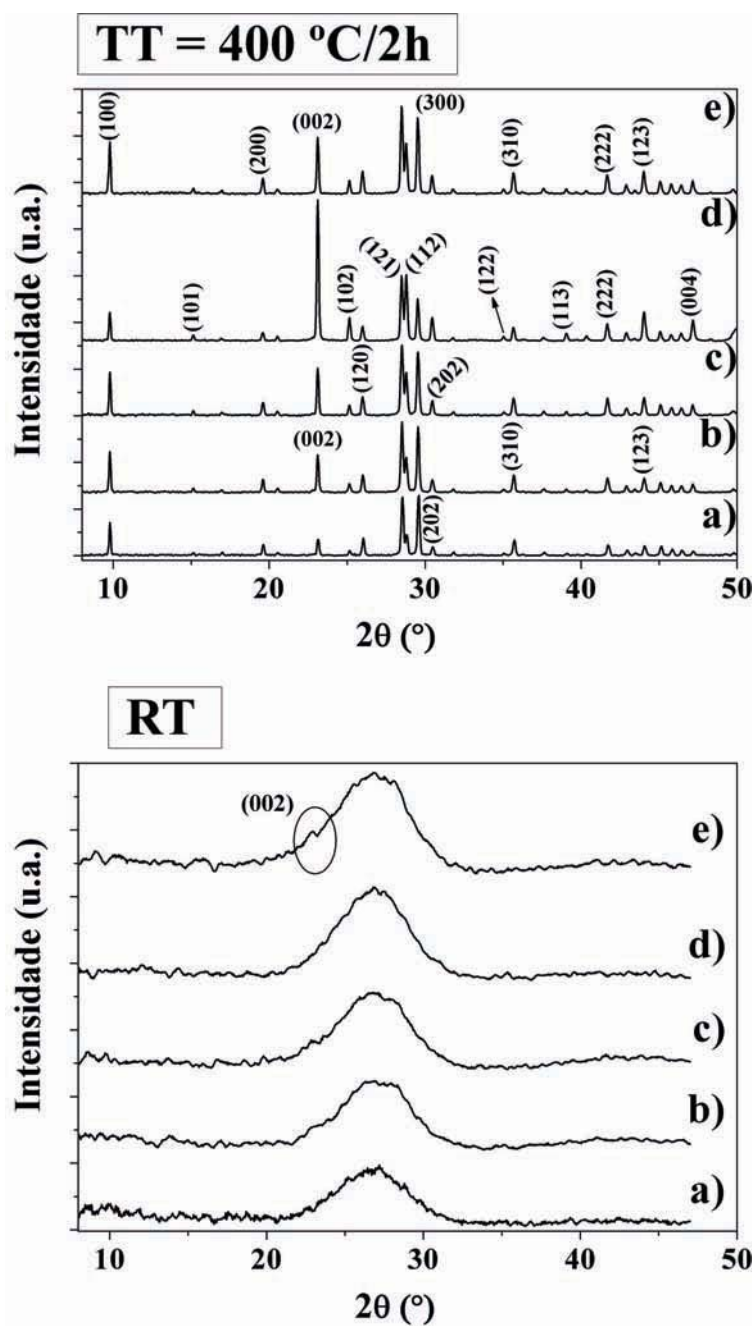 TT = 400 ºC/2h
Intensidade (u.a.)
(100)
(200)
(002)
(300)
(310)
(222)
(123)
e)
(101)
(102)
(120)
(121)
(112)
(202)
(122)
(113)
(222)
(004)
d)
c)
(002)
(310)
(123)
b)
(202)
a)
10
20
30
40
50
2θ (°)
RT
Intensidade (u.a.)
(002)
e)
d)
c)
b)
a)
10
20
30
40
50
2θ (°)